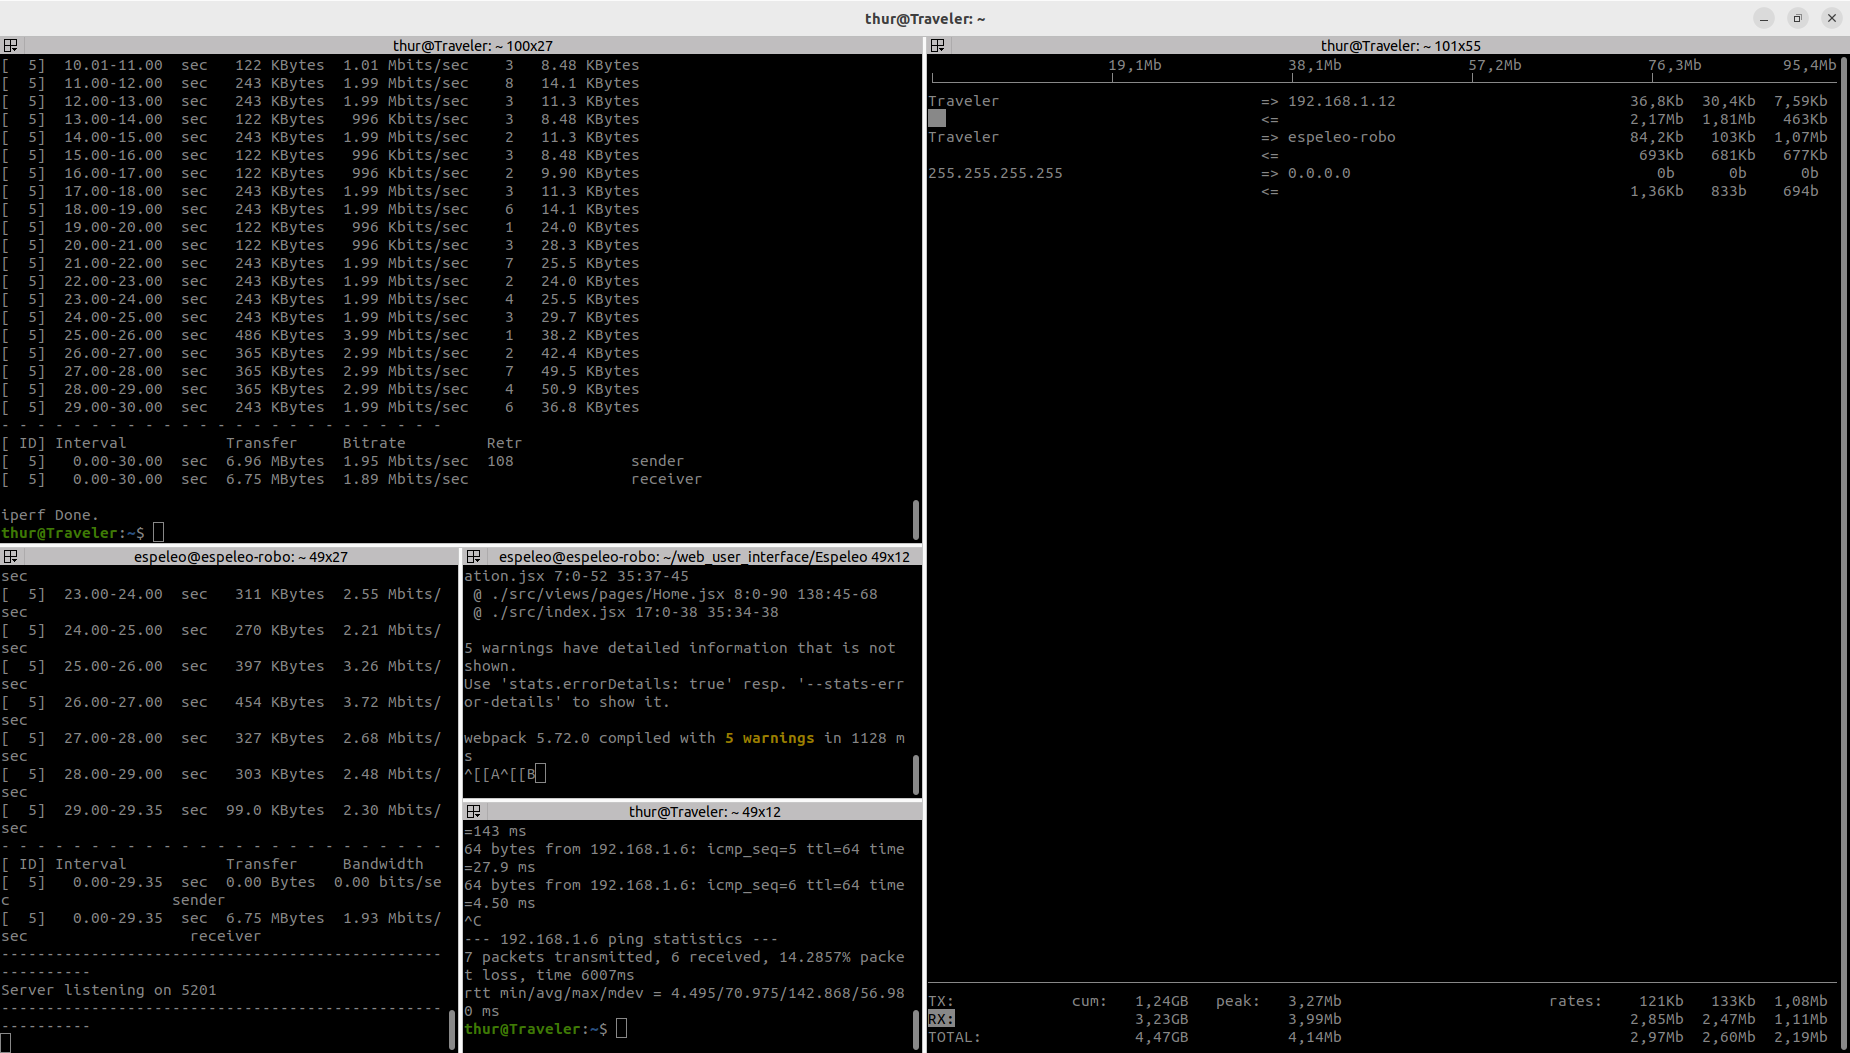 thur@Traveler: ~
thur@Traveler: ~ 100x27
[  5]  10.01-11.00  sec   122 KBytes  1.01 Mbits/sec    3   8.48 KBytes
[  5]  11.00-12.00  sec   243 KBytes  1.99 Mbits/sec    8   14.1 KBytes
[  5]  12.00-13.00  sec   243 KBytes  1.99 Mbits/sec    3   11.3 KBytes
[  5]  13.00-14.00  sec   122 KBytes   996 Kbits/sec    3   8.48 KBytes
[  5]  14.00-15.00  sec   243 KBytes  1.99 Mbits/sec    2   11.3 KBytes
[  5]  15.00-16.00  sec   122 KBytes   996 Kbits/sec    3   8.48 KBytes
[  5]  16.00-17.00  sec   122 KBytes   996 Kbits/sec    2   9.90 KBytes
[  5]  17.00-18.00  sec   243 KBytes  1.99 Mbits/sec    3   11.3 KBytes
[  5]  18.00-19.00  sec   243 KBytes  1.99 Mbits/sec    6   14.1 KBytes
[  5]  19.00-20.00  sec   122 KBytes   996 Kbits/sec    1   24.0 KBytes
[  5]  20.00-21.00  sec   122 KBytes   996 Kbits/sec    3   28.3 KBytes
[  5]  21.00-22.00  sec   243 KBytes  1.99 Mbits/sec    7   25.5 KBytes
[  5]  22.00-23.00  sec   243 KBytes  1.99 Mbits/sec    2   24.0 KBytes
[  5]  23.00-24.00  sec   243 KBytes  1.99 Mbits/sec    4   25.5 KBytes
[  5]  24.00-25.00  sec   243 KBytes  1.99 Mbits/sec    3   29.7 KBytes
[  5]  25.00-26.00  sec   486 KBytes  3.99 Mbits/sec    1   38.2 KBytes
[  5]  26.00-27.00  sec   365 KBytes  2.99 Mbits/sec    2   42.4 KBytes
[  5]  27.00-28.00  sec   365 KBytes  2.99 Mbits/sec    7   49.5 KBytes
[  5]  28.00-29.00  sec   365 KBytes  2.99 Mbits/sec    4   50.9 KBytes
[  5]  29.00-30.00  sec   243 KBytes  1.99 Mbits/sec    6   36.8 KBytes
- - - - - - - - - - - - - - - - - - - - - - - - -
[ ID] Interval           Transfer     Bitrate         Retr
[  5]   0.00-30.00  sec  6.96 MBytes  1.95 Mbits/sec  108             sender
[  5]   0.00-30.00  sec  6.75 MBytes  1.89 Mbits/sec                  receiver
iperf Done.
thur@Traveler:~$
espeleo@espeleo-robo: ~ 49x27
sec
[  5]  23.00-24.00  sec   311 KBytes  2.55 Mbits/
sec
[  5]  24.00-25.00  sec   270 KBytes  2.21 Mbits/
sec
[  5]  25.00-26.00  sec   397 KBytes  3.26 Mbits/
sec
[  5]  26.00-27.00  sec   454 KBytes  3.72 Mbits/
sec
[  5]  27.00-28.00  sec   327 KBytes  2.68 Mbits/
sec
[  5]  28.00-29.00  sec   303 KBytes  2.48 Mbits/
sec
[  5]  29.00-29.35  sec  99.0 KBytes  2.30 Mbits/
sec
- - - - - - - - - - - - - - - - - - - - - - - - -
[ ID] Interval           Transfer     Bandwidth
[  5]   0.00-29.35  sec  0.00 Bytes  0.00 bits/se
c                  sender
[  5]   0.00-29.35  sec  6.75 MBytes  1.93 Mbits/
sec                  receiver
-------------------------------------------------
----------
Server listening on 5201
-------------------------------------------------
----------
espeleo@espeleo-robo: ~/web_user_interface/Espeleo 49x12
ation.jsx 7:0-52 35:37-45
 @ ./src/views/pages/Home.jsx 8:0-90 138:45-68
 @ ./src/index.jsx 17:0-38 35:34-38
5 warnings have detailed information that is not
shown.
Use 'stats.errorDetails: true' resp. '--stats-err
or-details' to show it.
webpack 5.72.0 compiled with 5 warnings in 1128 m
s
^[[A^[[B
thur@Traveler: ~ 49x12
=143 ms
64 bytes from 192.168.1.6: icmp_seq=5 ttl=64 time
=27.9 ms
64 bytes from 192.168.1.6: icmp_seq=6 ttl=64 time
=4.50 ms
^C
--- 192.168.1.6 ping statistics ---
7 packets transmitted, 6 received, 14.2857% packe
t loss, time 6007ms
rtt min/avg/max/mdev = 4.495/70.975/142.868/56.98
0 ms
thur@Traveler:~$
thur@Traveler: ~ 101x55
19,1Mb 38,1Mb 57,2Mb 76,3Mb 95,4Mb
Traveler => 192.168.1.12 36,8Kb 30,4Kb 7,59Kb
<= 2,17Mb 1,81Mb 463Kb
Traveler => espeleo-robo 84,2Kb 103Kb 1,07Mb
<= 693Kb 681Kb 677Kb
255.255.255.255 => 0.0.0.0 0b 0b 0b
<= 1,36Kb 833b 694b
TX: cum: 1,24GB peak: 3,27Mb rates: 121Kb 133Kb 1,08Mb
RX: 3,23GB 3,99Mb 2,85Mb 2,47Mb 1,11Mb
TOTAL: 4,47GB 4,14Mb 2,97Mb 2,60Mb 2,19Mb